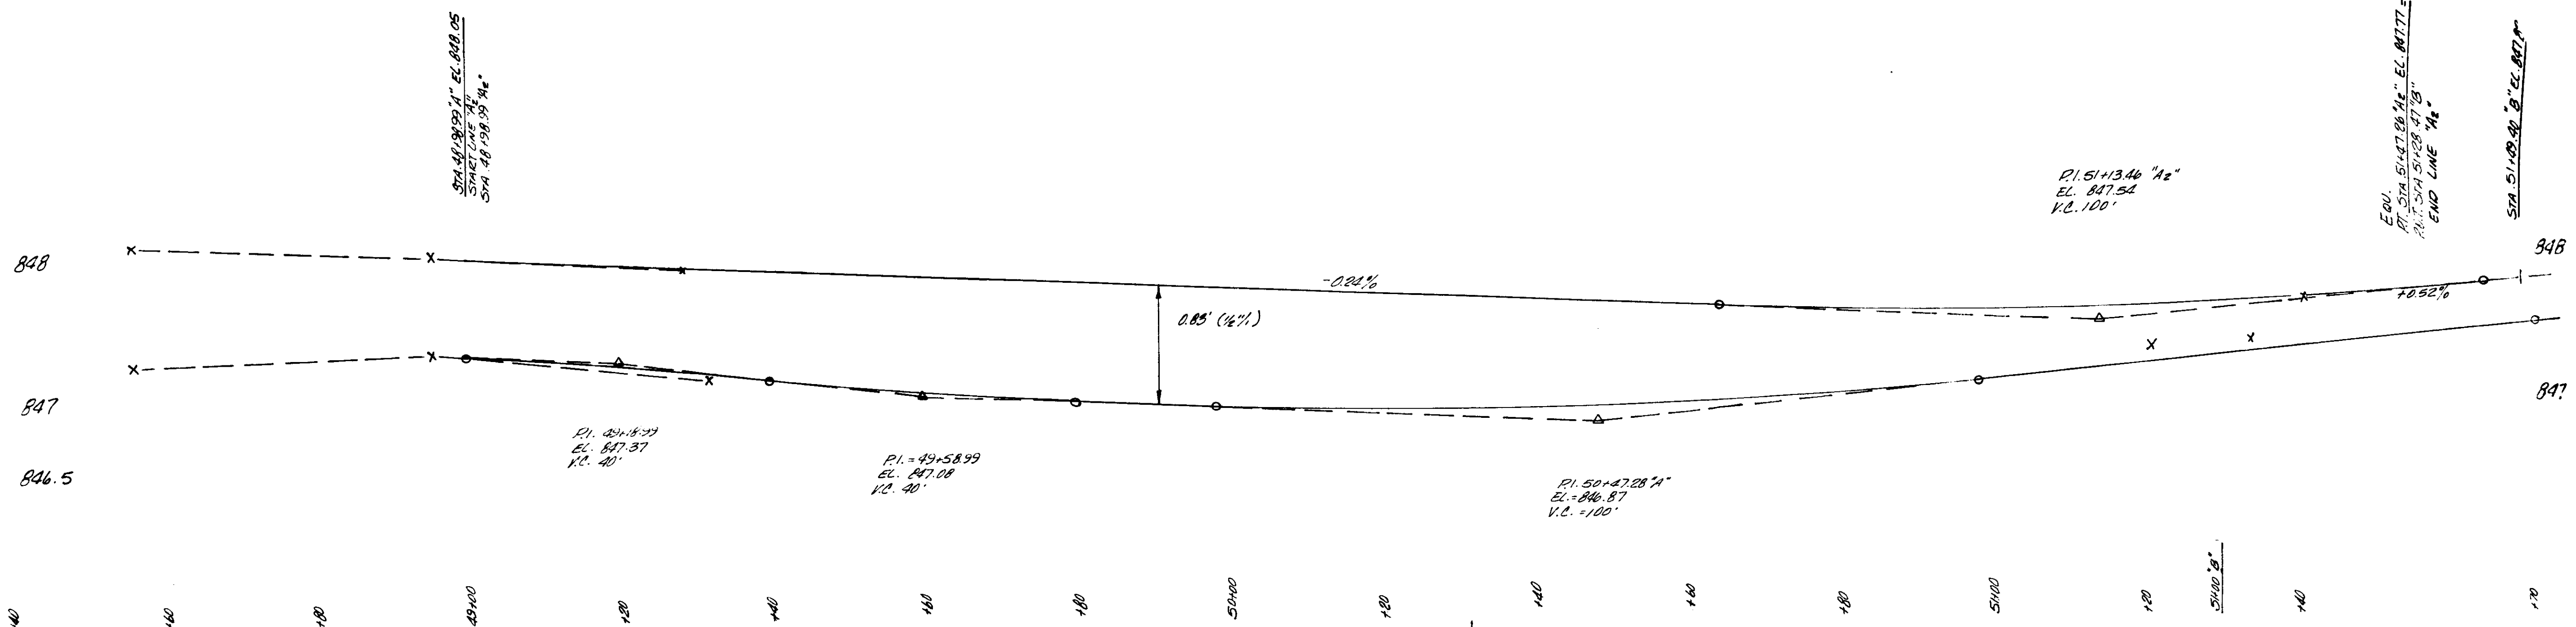 STA. 48+98.99 "A" EL. 848.05
START LINE "A2"
STA. 48+98.99 "A2"
EQU.
P.T. STA. 51+47.26 "A2" EL. 847.77 =
STA 51+28.47 "B"
END LINE "A2"
STA. 51+49.40 "B" EL. 847
P.I. 51+13.46 "A2"
EL. 847.54
V.C. 100'
848
848
-0.24%
+0.52%
0.83' (1/2"/1)
847
847
P.I. 49+18.99
EL. 847.37
V.C. 40'
P.I. = 49+58.99
EL. 847.08
V.C. 40'
846.5
P.I. 50+47.28 "A"
EL. = 846.87
V.C. = 100'
+40
+60
+80
49+00
+20
+40
+60
+80
50+00
+20
+40
+60
+80
51+00
+20
51+00 "B"
+40
+70